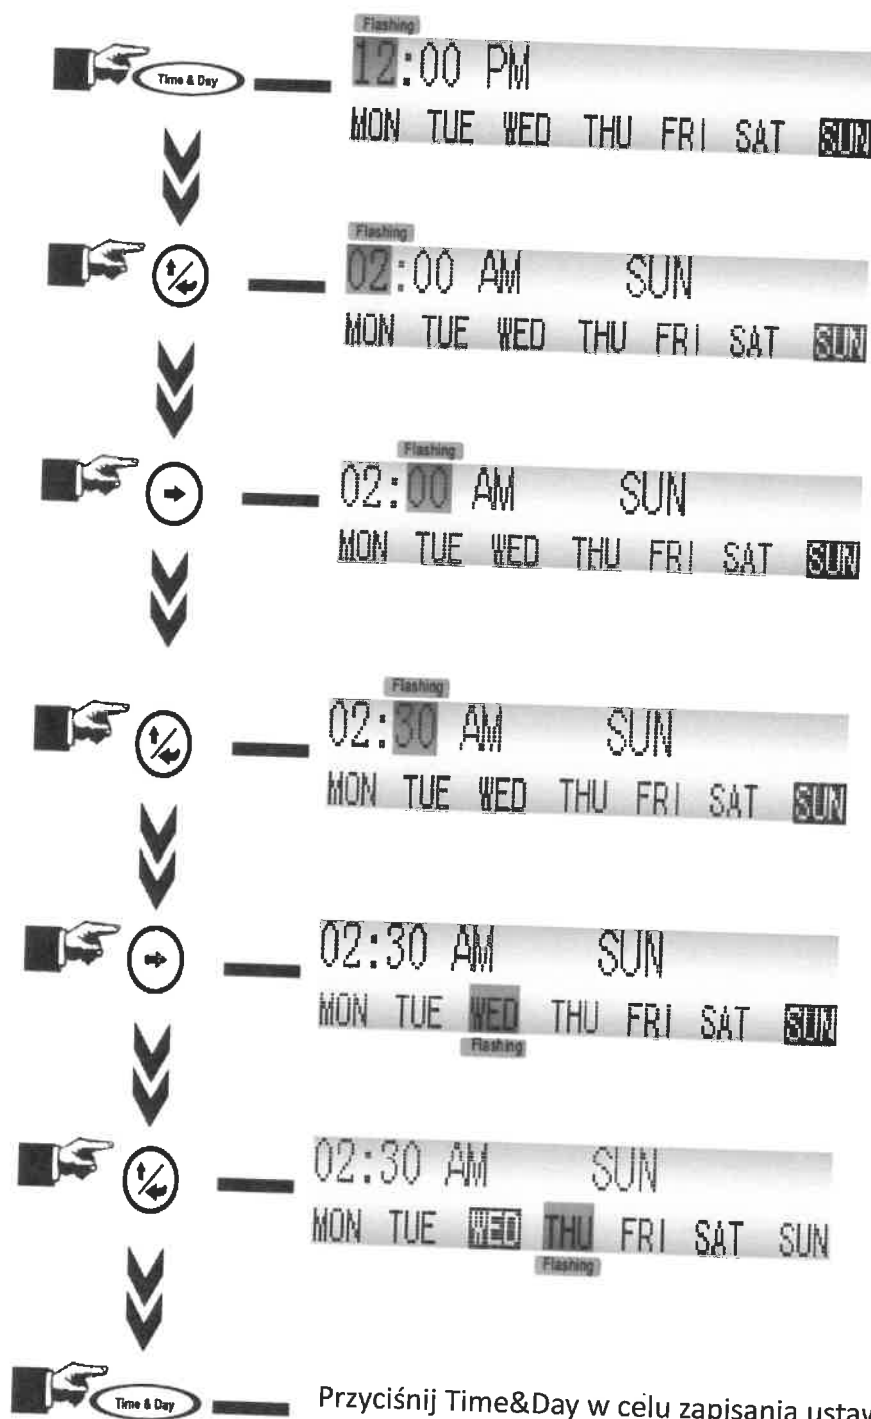 Flashing
Time & Day
12:00 PM
MON TUE WED THU FRI SAT SUN
Flashing
02:00 AM SUN
MON TUE WED THU FRI SAT SUN
Flashing
02:00 AM SUN
MON TUE WED THU FRI SAT SUN
Flashing
02:30 AM SUN
MON TUE WED THU FRI SAT SUN
02:30 AM SUN
MON TUE WED THU FRI SAT SUN
Flashing
02:30 AM SUN
MON TUE WED THU FRI SAT SUN
Flashing
Time & Day
Przyciśnij Time&Day w celu zapisania